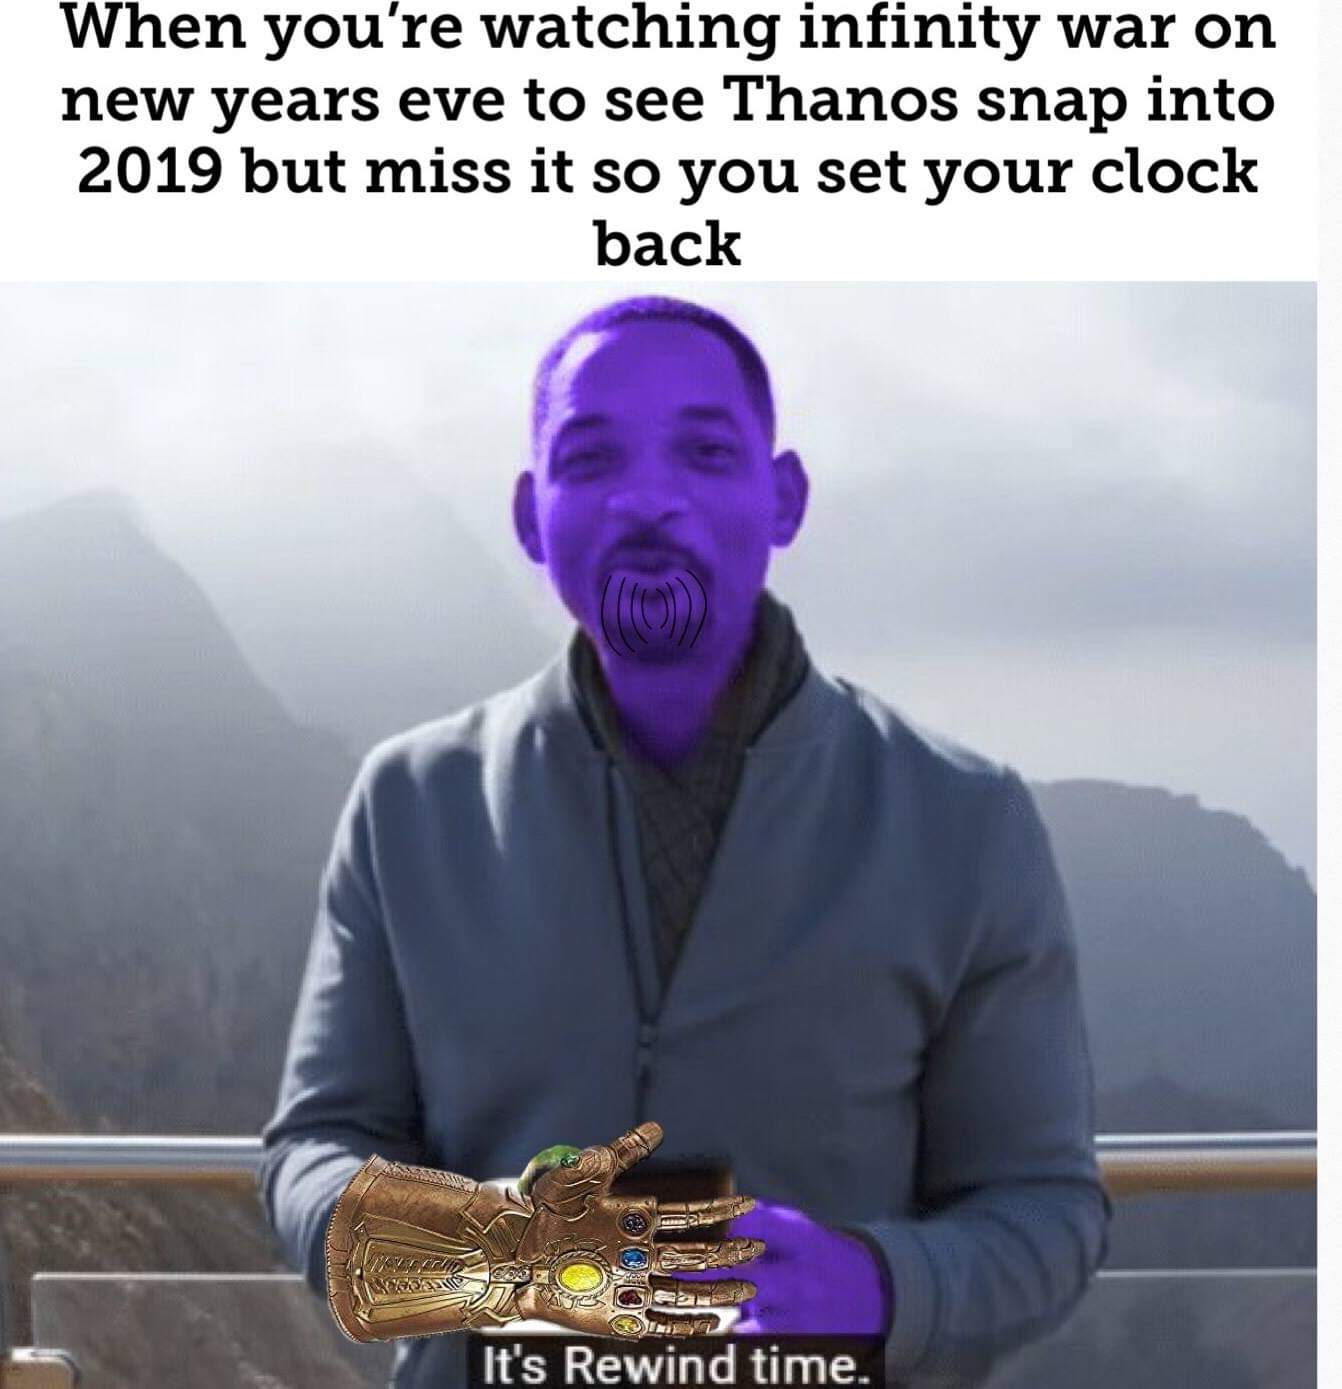 When you’re watching infinity war on
new years eve to see Thanos snap into
2019 but miss it so you set your clock
back
It's Rewind time.